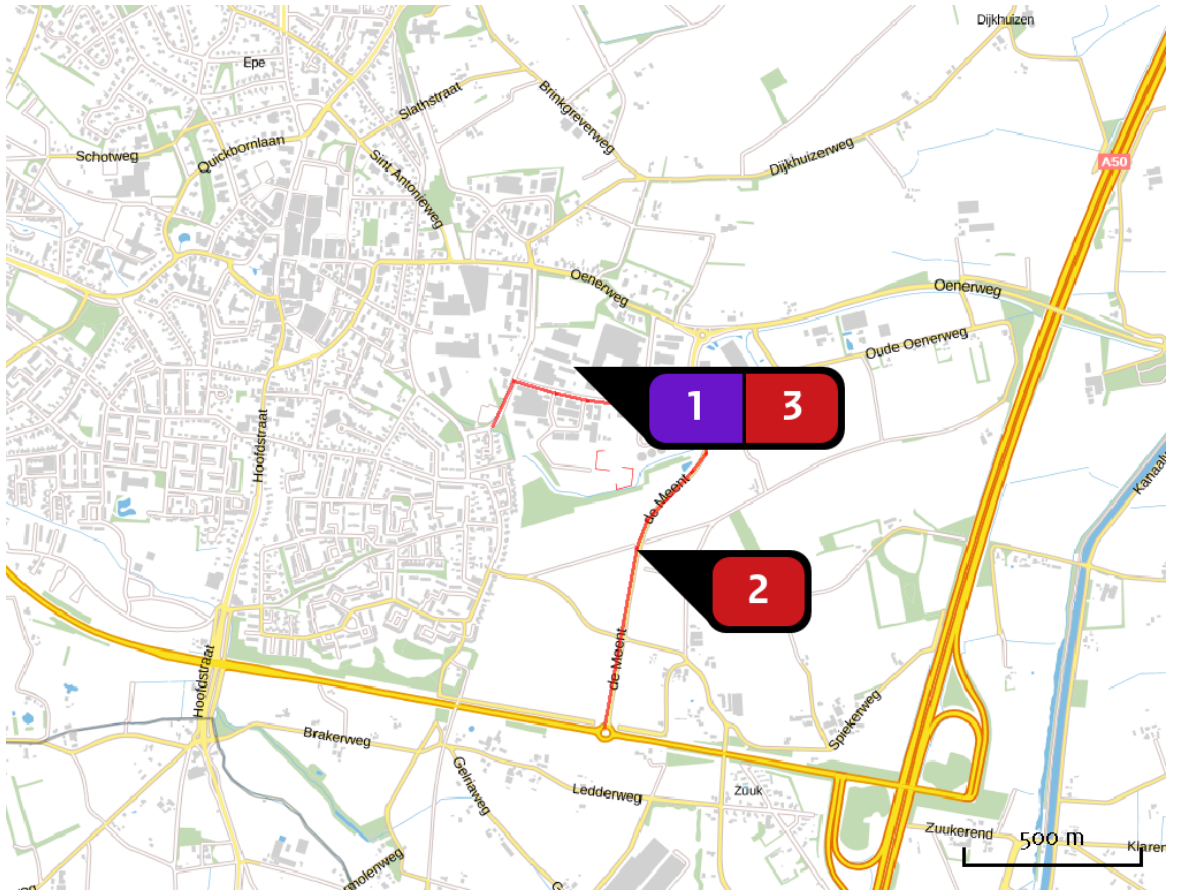 Dijkhuizen
Epe
Slathstraat
Brinkgreverweg
Schotweg
Quickbornlaan
Sint Antonieweg
Dijkhuizerweg
A50
Oenerweg
Oenerweg
Oude Oenerweg
1
3
Hoofdstraat
de Meent
2
de Meent
Hoofdstraat
Spiekerweg
Brakerweg
Gelriaweg
Ledderweg
Zuuk
Zuukerend
500 m